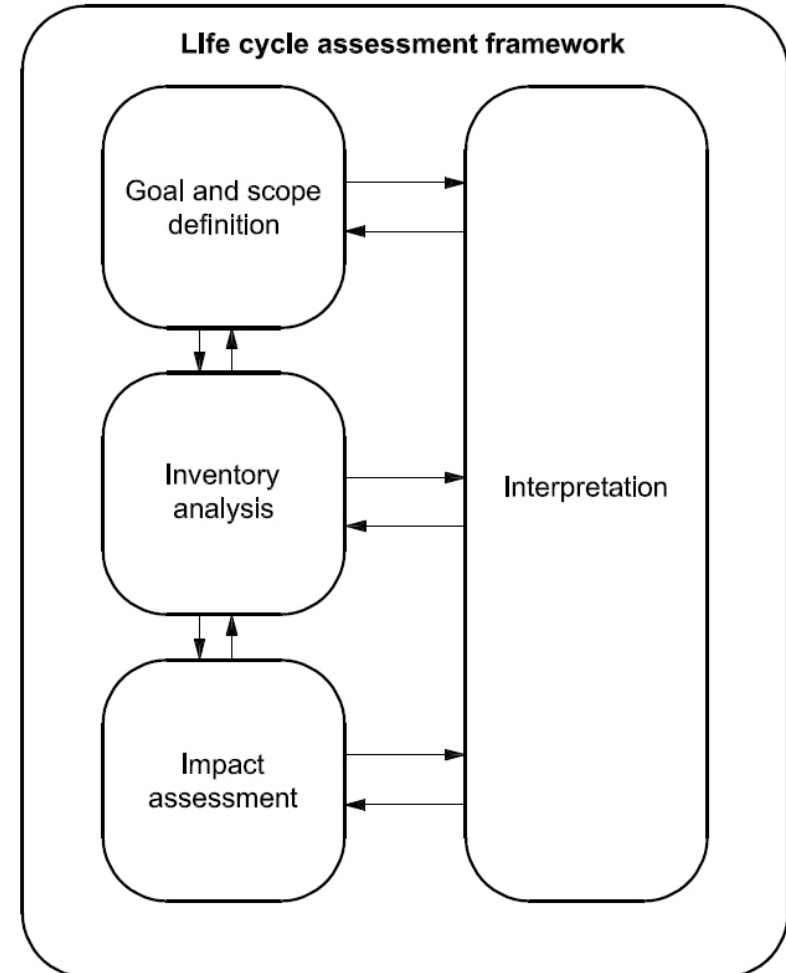 LIfe cycle assessment framework
Goal and scope
definition
Inventory
analysis
Interpretation
Impact
assessment